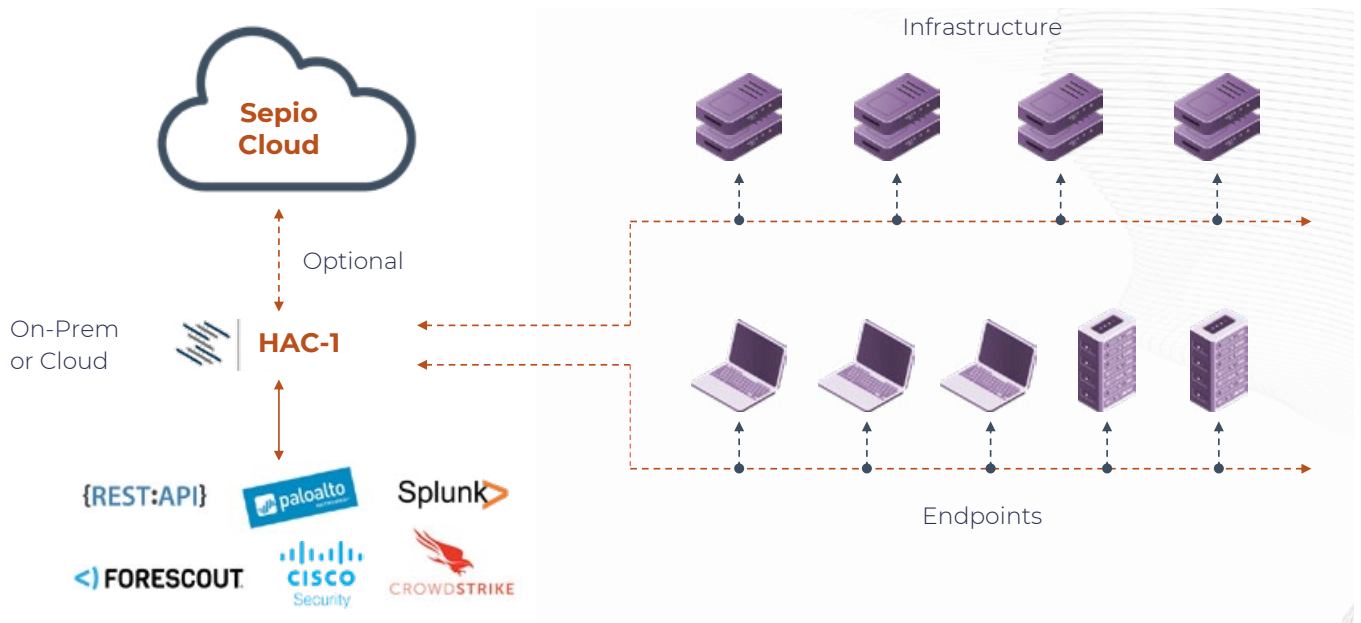 Infrastructure
Sepio
Cloud
Optional
On-Prem
or Cloud
HAC-1
{REST:API}
paloalto
Splunk>
Endpoints
<) FORESCOUT.
CISCO
Security
CROWDSTRIKE